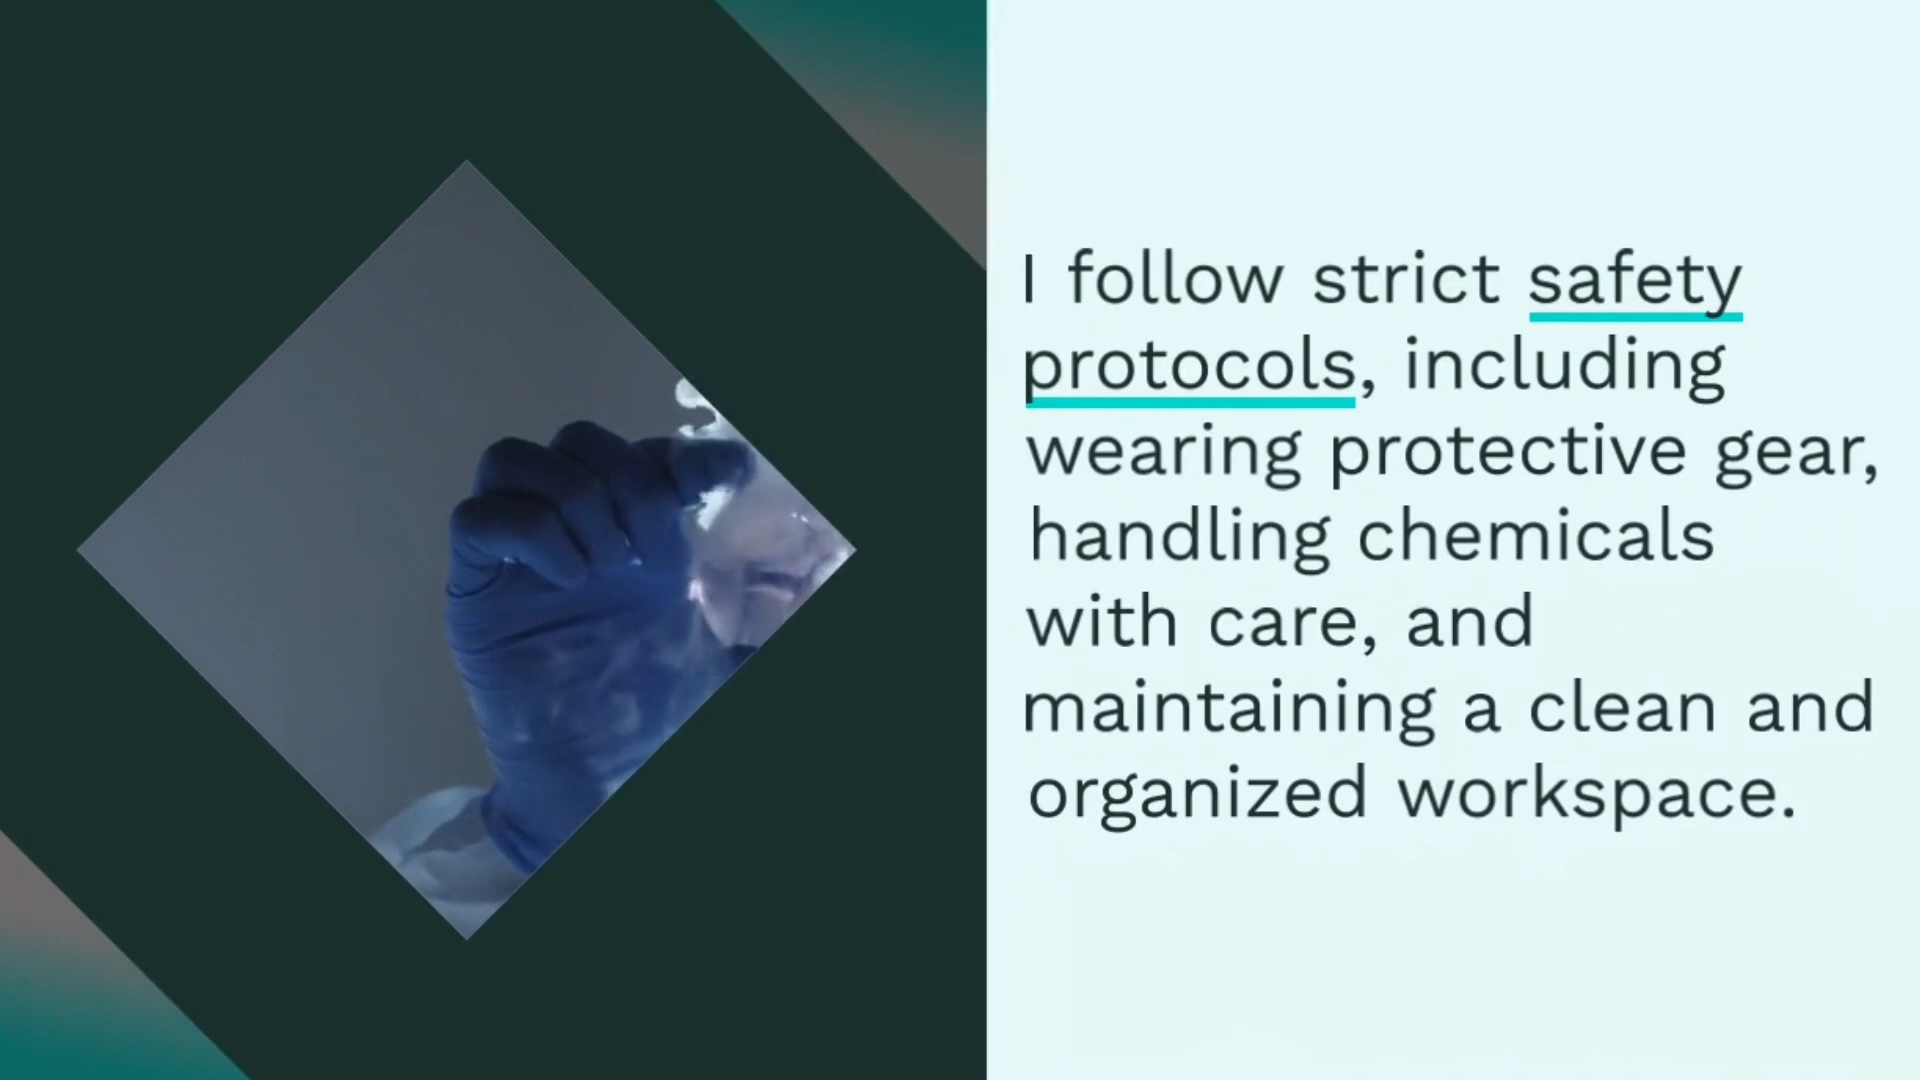 I follow strict safety
protocols, including
wearing protective gear,
handling chemicals
with care, and
maintaining a clean and
organized workspace.